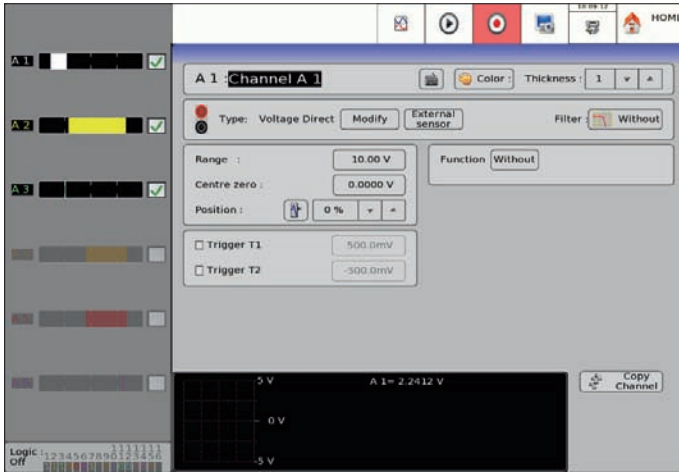 HOME
A 1
A 1 : Channel A 1
Color :
Thickness : 1
A 2
Type: Voltage Direct
Modify
External sensor
Filter :
Without
Range :
10.00 V
Function
Without
Centre zero :
0.0000 V
A 3
Position :
0 %
Trigger T1
500.0mV
Trigger T2
-500.0mV
5 V
A 1= 2.2412 V
Copy Channel
0 V
Logic : 1111111
Off 1234567890123456
-5 V